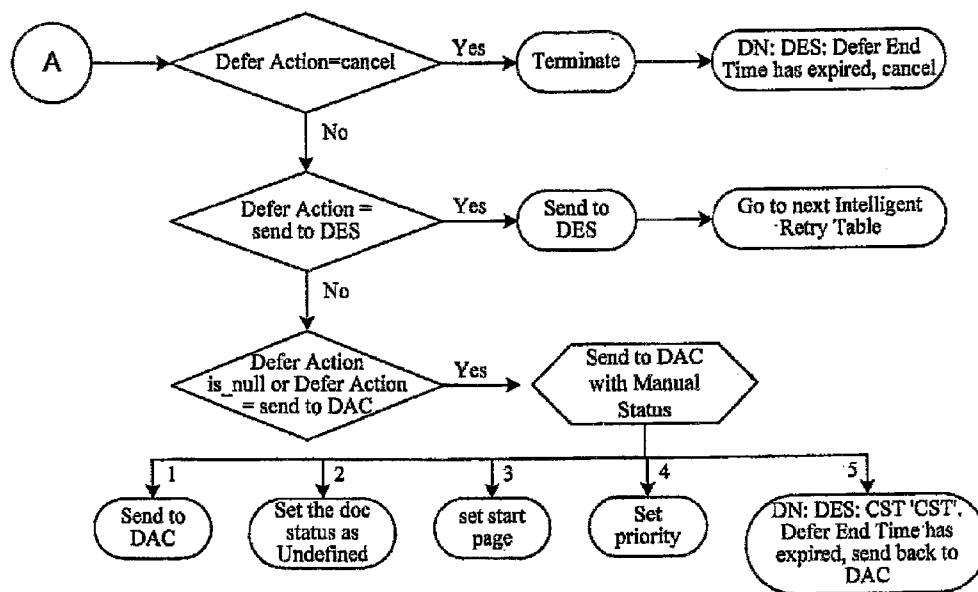 A
Defer Action=cancel
Yes
Terminate
DN: DES: Defer End
Time has expired, cancel
No
Defer Action =
send to DES
Yes
Send to
DES
Go to next Intelligent
Retry Table
No
Defer Action
is_null or Defer Action
= send to DAC
Yes
Send to DAC
with Manual
Status
1
Send to
DAC
2
Set the doc
status as
Undefined
3
set start
page
4
Set
priority
5
DN: DES: CST 'CST'.
Defer End Time has
expired, send back to
DAC